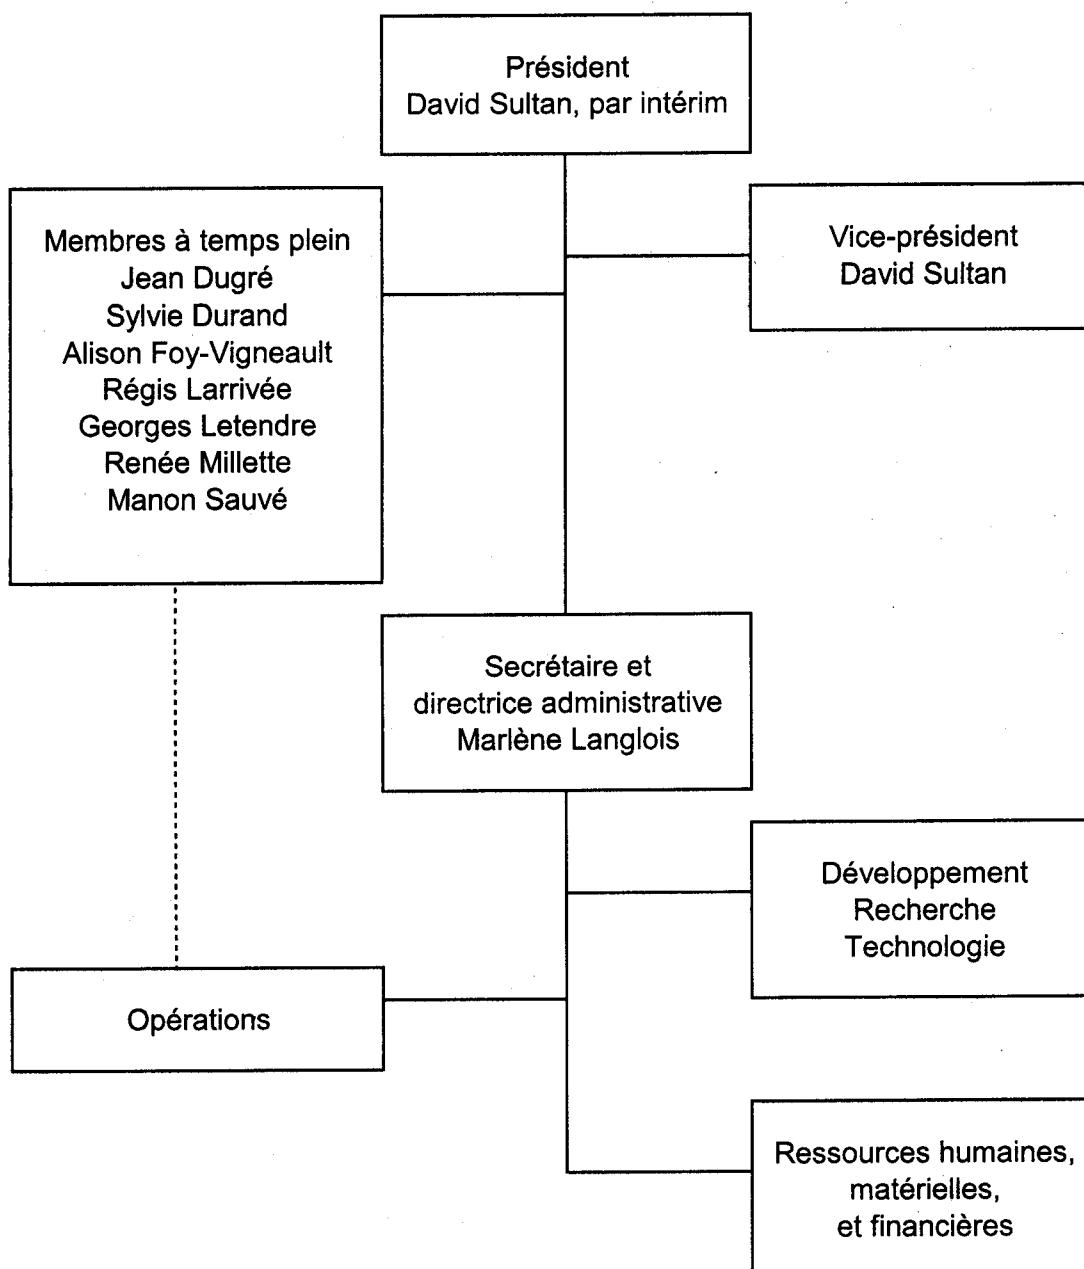 Président
David Sultan, par intérim
Membres à temps plein
Jean Dugré
Sylvie Durand
Alison Foy-Vigneault
Régis Larrivée
Georges Letendre
Renée Millette
Manon Sauvé
Vice-président
David Sultan
Secrétaire et
directrice administrative
Marlène Langlois
Développement
Recherche
Technologie
Opérations
Ressources humaines,
matérielles,
et financières